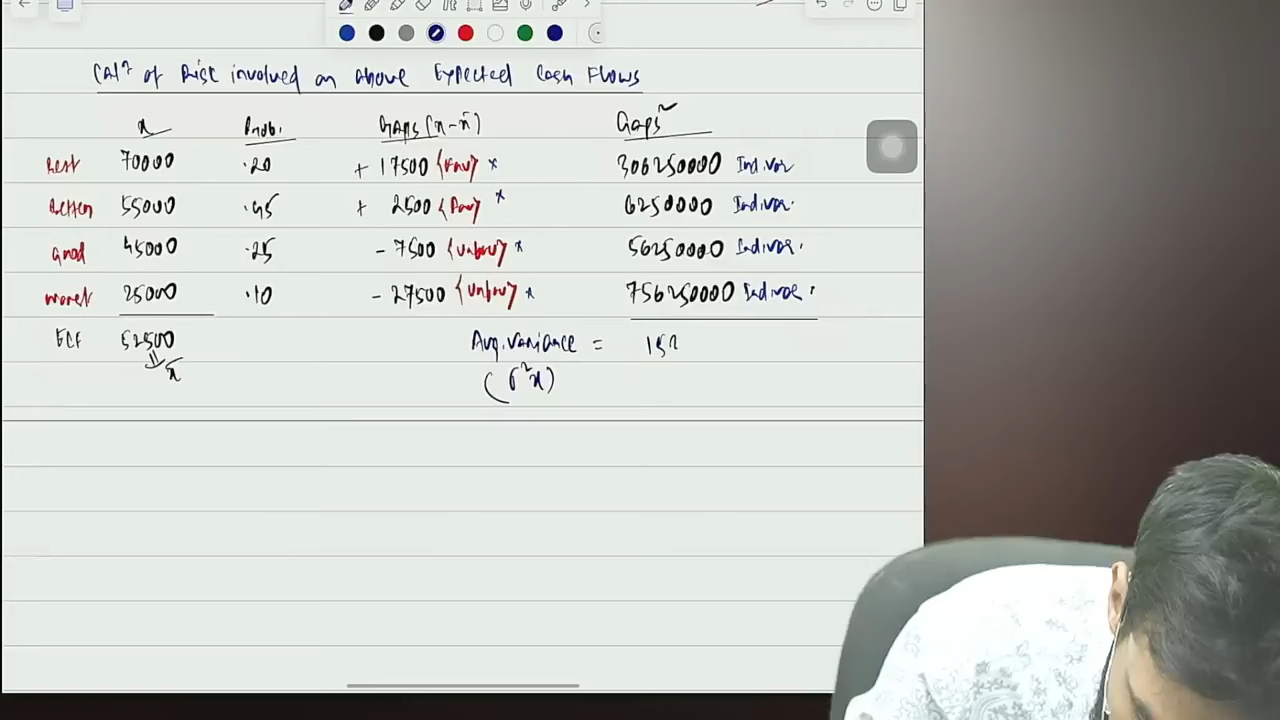 Calⁿ of Risk involved on above Expected Cash Flows
x Prob. Gaps (x-x̄) Gaps²
Best 70000 .20 + 17500 {Fav} * 306250000 Ind.var
Better 55000 .45 + 2500 {Fav} * 6250000 Ind.var.
Good 45000 .25 - 7500 {Unfav} * 56250000 Ind.var.
Worst 25000 .10 - 27500 {Unfav} * 756250000 Ind.var.
ECF 52500 Avg.variance =
x̄ (σ²x)